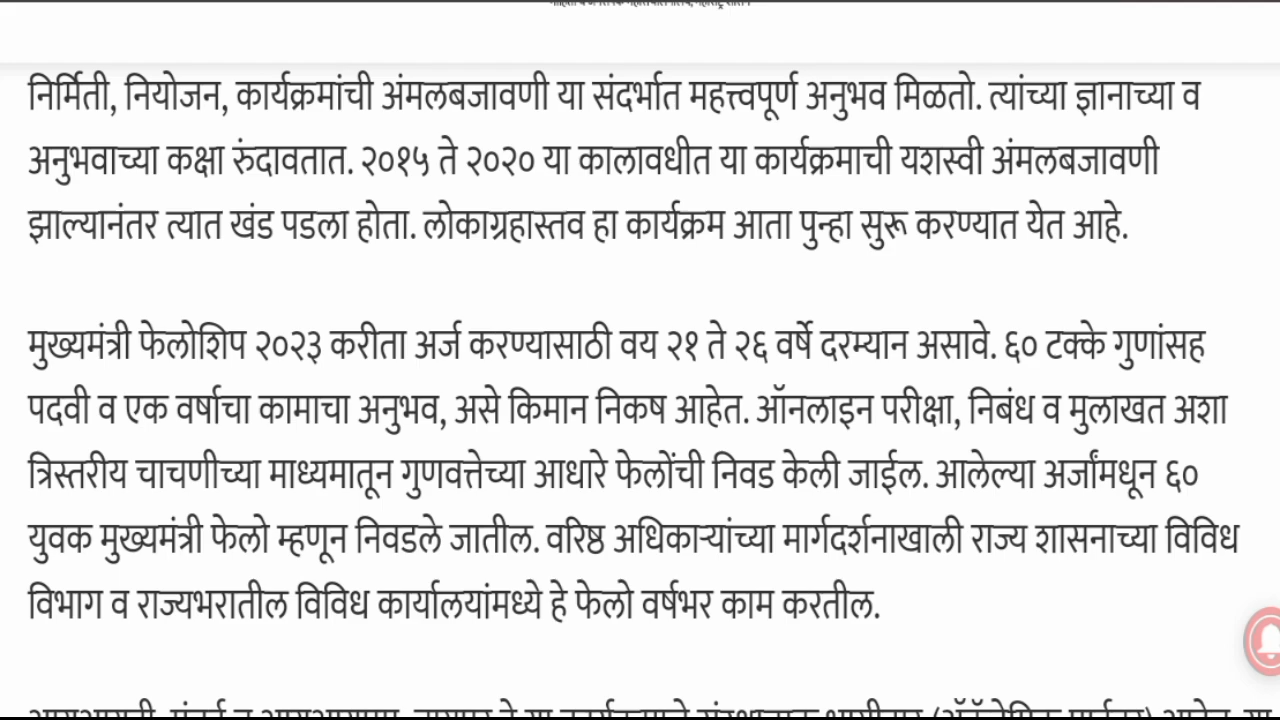 निर्मिती, नियोजन, कार्यक्रमांची अंमलबजावणी या संदर्भात महत्त्वपूर्ण अनुभव मिळतो. त्यांच्या ज्ञानाच्या व
अनुभवाच्या कक्षा रुंदावतात. २०१५ ते २०२० या कालावधीत या कार्यक्रमाची यशस्वी अंमलबजावणी
झाल्यानंतर त्यात खंड पडला होता. लोकाग्रहास्तव हा कार्यक्रम आता पुन्हा सुरू करण्यात येत आहे.
मुख्यमंत्री फेलोशिप २०२३ करीता अर्ज करण्यासाठी वय २१ ते २६ वर्षे दरम्यान असावे. ६० टक्के गुणांसह
पदवी व एक वर्षाचा कामाचा अनुभव, असे किमान निकष आहेत. ऑनलाइन परीक्षा, निबंध व मुलाखत अशा
त्रिस्तरीय चाचणीच्या माध्यमातून गुणवत्तेच्या आधारे फेलोंची निवड केली जाईल. आलेल्या अर्जांमधून ६०
युवक मुख्यमंत्री फेलो म्हणून निवडले जातील. वरिष्ठ अधिकाऱ्यांच्या मार्गदर्शनाखाली राज्य शासनाच्या विविध
विभाग व राज्यभरातील विविध कार्यालयांमध्ये हे फेलो वर्षभर काम करतील.